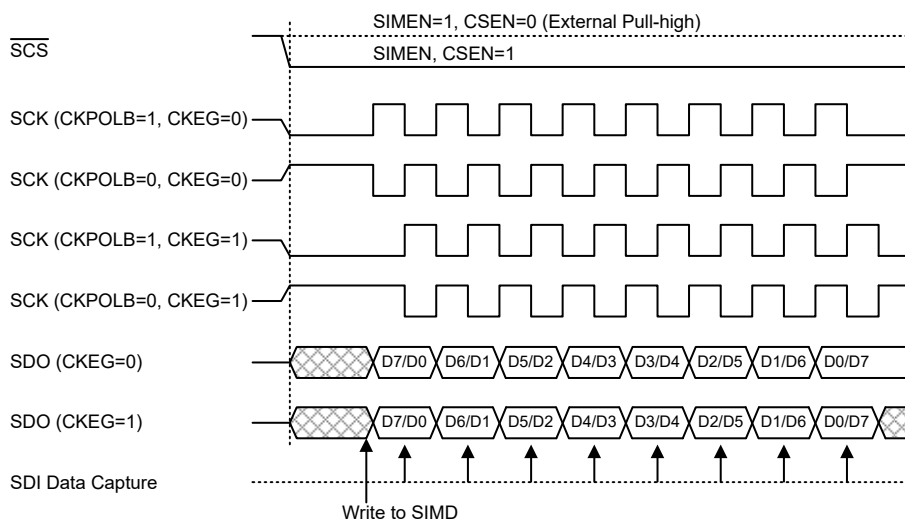 SIMEN=1, CSEN=0 (External Pull-high)
SCS
SIMEN, CSEN=1
SCK (CKPOLB=1, CKEG=0)
SCK (CKPOLB=0, CKEG=0)
SCK (CKPOLB=1, CKEG=1)
SCK (CKPOLB=0, CKEG=1)
SDO (CKEG=0) D7/D0 D6/D1 D5/D2 D4/D3 D3/D4 D2/D5 D1/D6 D0/D7
SDO (CKEG=1) D7/D0 D6/D1 D5/D2 D4/D3 D3/D4 D2/D5 D1/D6 D0/D7
SDI Data Capture
Write to SIMD